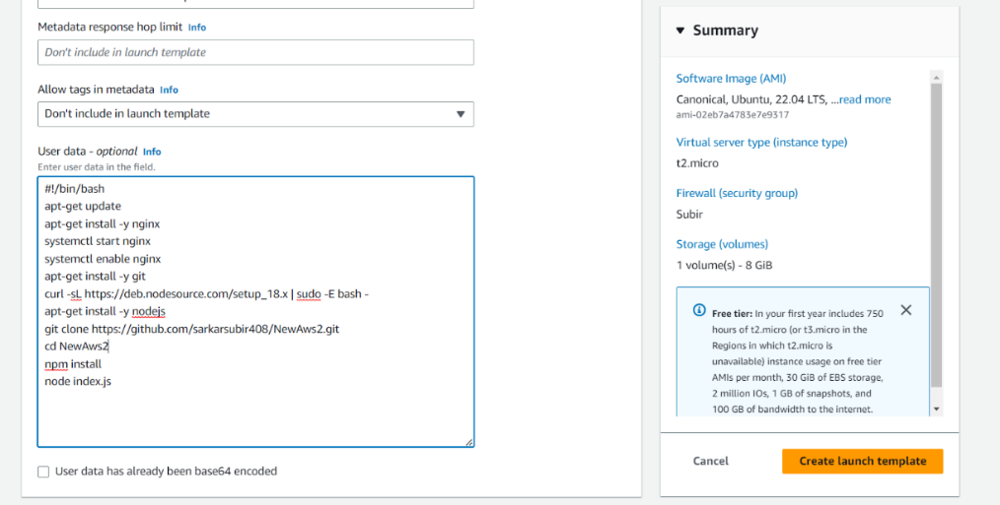 Metadata response hop limit Info
Don't include in launch template
Allow tags in metadata Info
Don't include in launch template
User data - optional Info
Enter user data in the field.
#!/bin/bash
apt-get update
apt-get install -y nginx
systemctl start nginx
systemctl enable nginx
apt-get install -y git
curl -sL https://deb.nodesource.com/setup_18.x | sudo -E bash -
apt-get install -y nodejs
git clone https://github.com/sarkarsubir408/NewAws2.git
cd NewAws2
npm install
node index.js
User data has already been base64 encoded
Summary
Software Image (AMI)
Canonical, Ubuntu, 22.04 LTS, ...read more
ami-02eb7a4783e7e9317
Virtual server type (instance type)
t2.micro
Firewall (security group)
Subir
Storage (volumes)
1 volume(s) - 8 GiB
Free tier: In your first year includes 750
hours of t2.micro (or t3.micro in the
Regions in which t2.micro is
unavailable) instance usage on free tier
AMIs per month, 30 GiB of EBS storage,
2 million IOs, 1 GB of snapshots, and
100 GB of bandwidth to the internet.
Cancel
Create launch template